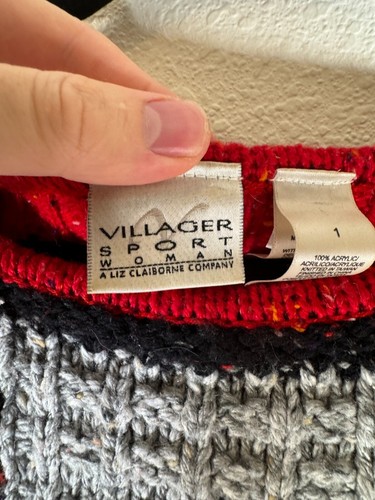 VILLAGER
SPORT
WOMAN
A LIZ CLAIBORNE COMPANY
1
100% ACRYLIC/
ACRILICO/ACRYLIQUE
KNITTED IN TAIWAN